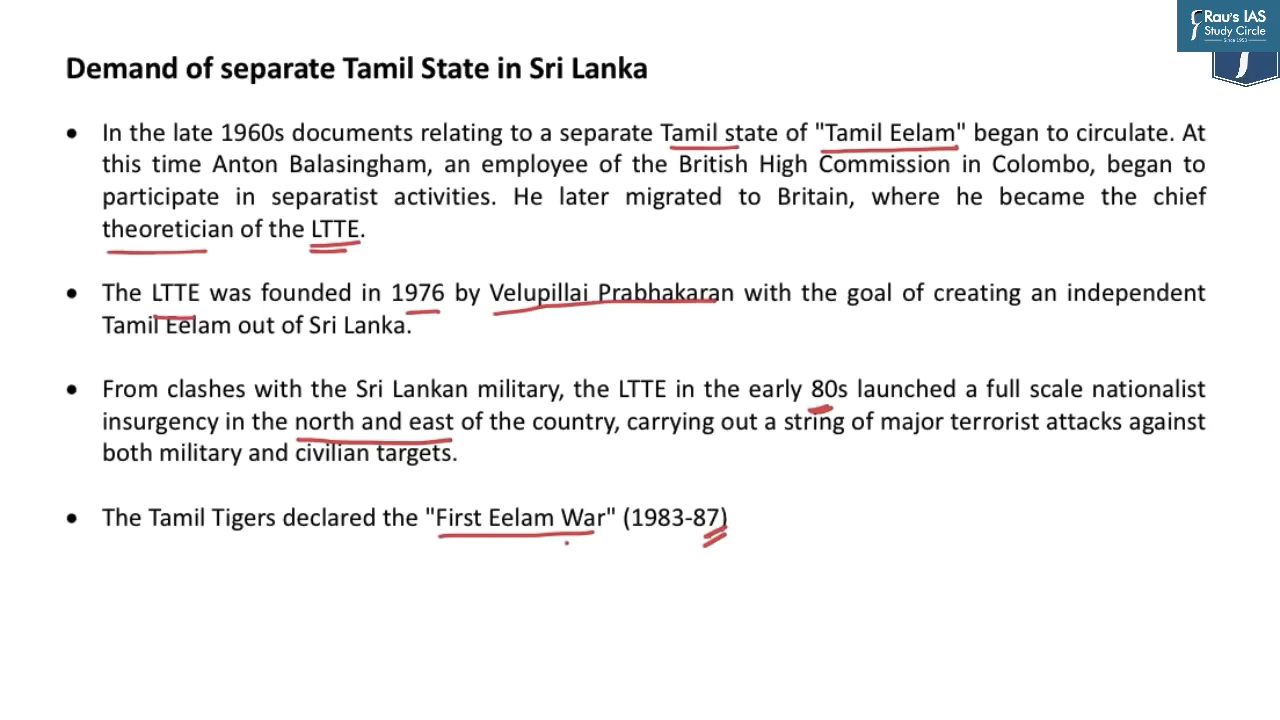 Rau's IAS
Study Circle
Since 1953
Demand of separate Tamil State in Sri Lanka
• In the late 1960s documents relating to a separate Tamil state of "Tamil Eelam" began to circulate. At
this time Anton Balasingham, an employee of the British High Commission in Colombo, began to
participate in separatist activities. He later migrated to Britain, where he became the chief
theoretician of the LTTE.
• The LTTE was founded in 1976 by Velupillai Prabhakaran with the goal of creating an independent
Tamil Eelam out of Sri Lanka.
• From clashes with the Sri Lankan military, the LTTE in the early 80s launched a full scale nationalist
insurgency in the north and east of the country, carrying out a string of major terrorist attacks against
both military and civilian targets.
• The Tamil Tigers declared the "First Eelam War" (1983-87)